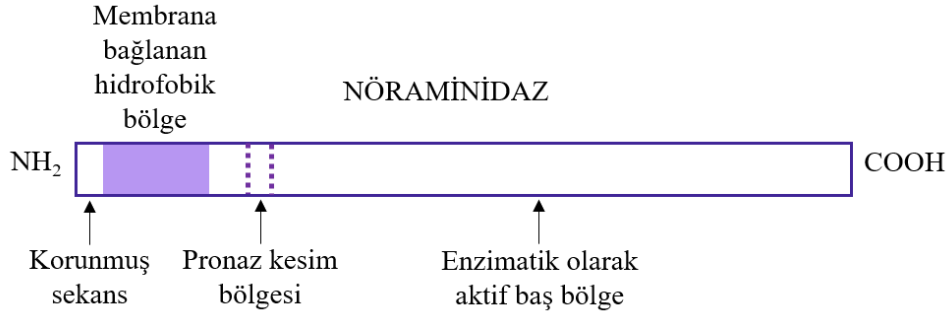 Membrana
bağlanan
hidrofobik
bölge
NÖRAMİNİDAZ
NH₂
COOH
Korunmuş
sekans
Pronaz kesim
bölgesi
Enzimatik olarak
aktif baş bölge